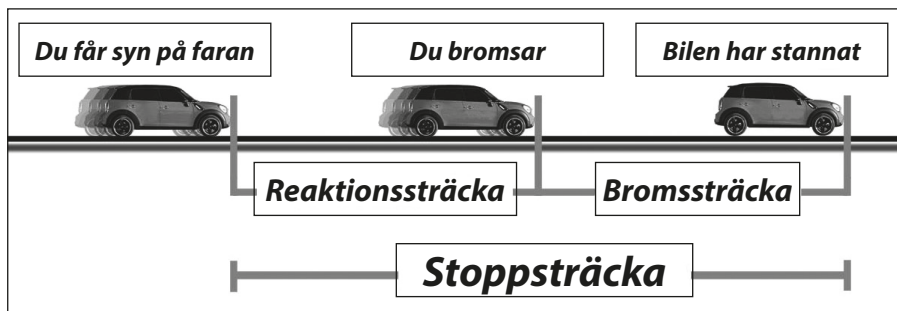 Du får syn på faran
Du bromsar
Bilen har stannat
Reaktionssträcka
Bromssträcka
Stoppsträcka